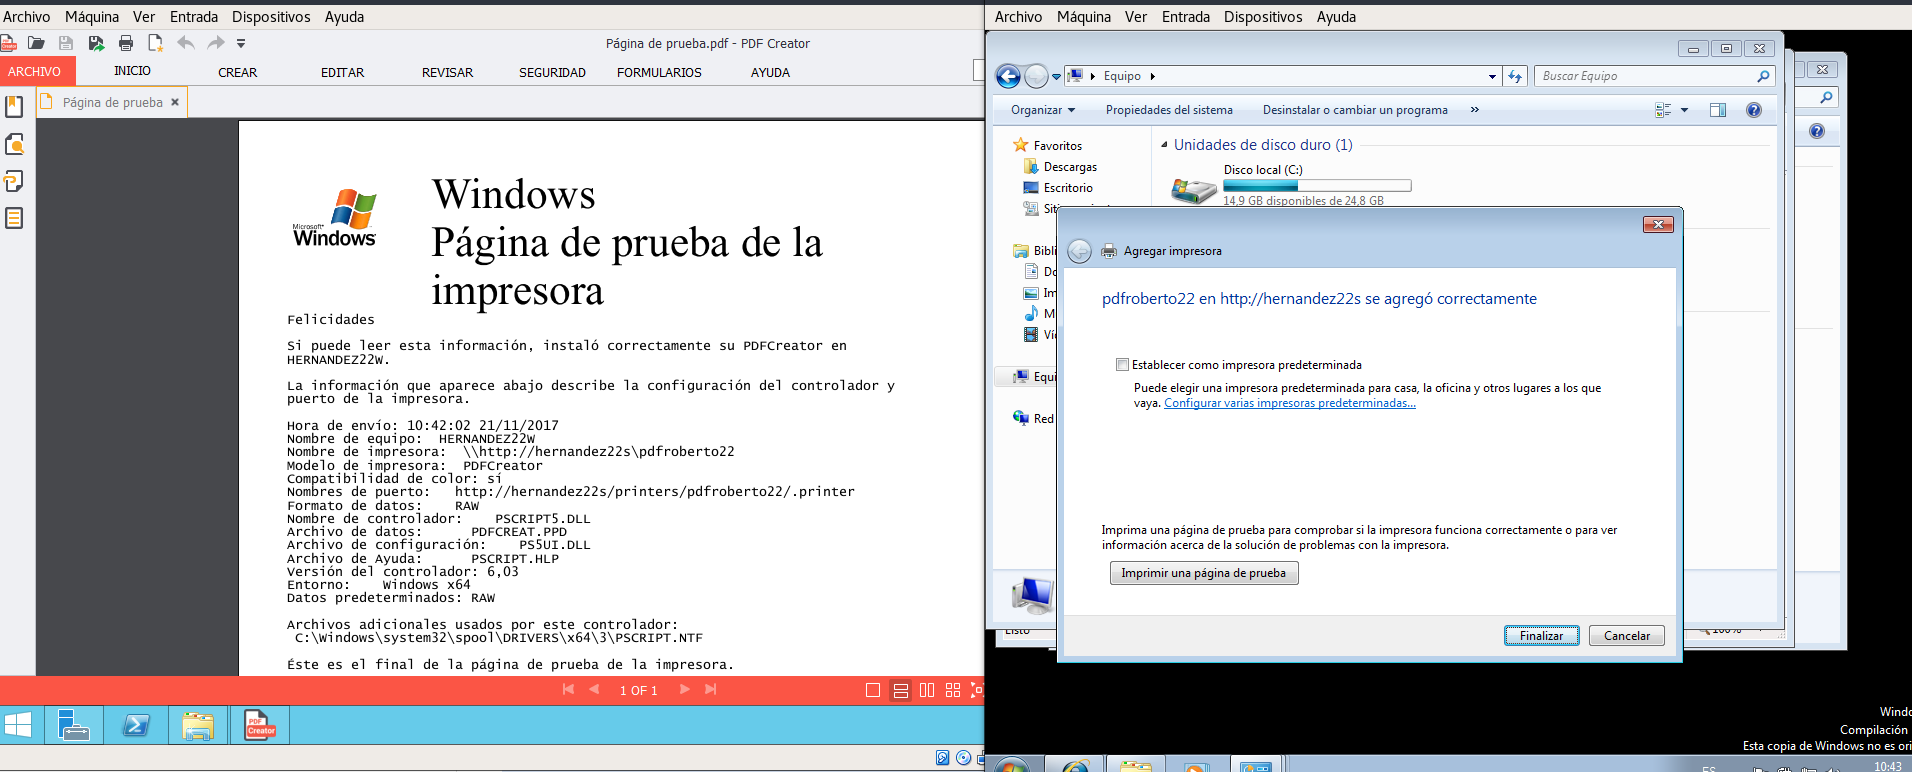 Archivo Máquina Ver Entrada Dispositivos Ayuda
Página de prueba.pdf - PDF Creator
ARCHIVO INICIO CREAR EDITAR REVISAR SEGURIDAD FORMULARIOS AYUDA
Página de prueba ×
Microsoft
Windows
Windows
Página de prueba de la
impresora
Felicidades
Si puede leer esta información, instaló correctamente su PDFCreator en
HERNANDEZ22W.
La información que aparece abajo describe la configuración del controlador y
puerto de la impresora.
Hora de envío: 10:42:02 21/11/2017
Nombre de equipo: HERNANDEZ22W
Nombre de impresora: \\http://hernandez22s\pdfroberto22
Modelo de impresora: PDFCreator
Compatibilidad de color: sí
Nombres de puerto: http://hernandez22s/printers/pdfroberto22/.printer
Formato de datos: RAW
Nombre de controlador: PSCRIPT5.DLL
Archivo de datos: PDFCREAT.PPD
Archivo de configuración: PS5UI.DLL
Archivo de Ayuda: PSCRIPT.HLP
Versión del controlador: 6,03
Entorno: Windows x64
Datos predeterminados: RAW
Archivos adicionales usados por este controlador:
C:\Windows\system32\spool\DRIVERS\x64\3\PSCRIPT.NTF
Éste es el final de la página de prueba de la impresora.
1 OF 1
PDF
Creator
Archivo Máquina Ver Entrada Dispositivos Ayuda
Equipo
Buscar Equipo
Organizar Propiedades del sistema Desinstalar o cambiar un programa »
Favoritos
Descargas
Escritorio
Siti
Bibli
Do
Im
M
Ví
Equi
Red
Unidades de disco duro (1)
Disco local (C:)
14,9 GB disponibles de 24,8 GB
Agregar impresora
pdfroberto22 en http://hernandez22s se agregó correctamente
Establecer como impresora predeterminada
Puede elegir una impresora predeterminada para casa, la oficina y otros lugares a los que
vaya. Configurar varias impresoras predeterminadas...
Imprima una página de prueba para comprobar si la impresora funciona correctamente o para ver
información acerca de la solución de problemas con la impresora.
Imprimir una página de prueba
Finalizar Cancelar
Listo
100%
Windo
Compilación
Esta copia de Windows no es ori
ES
10:43